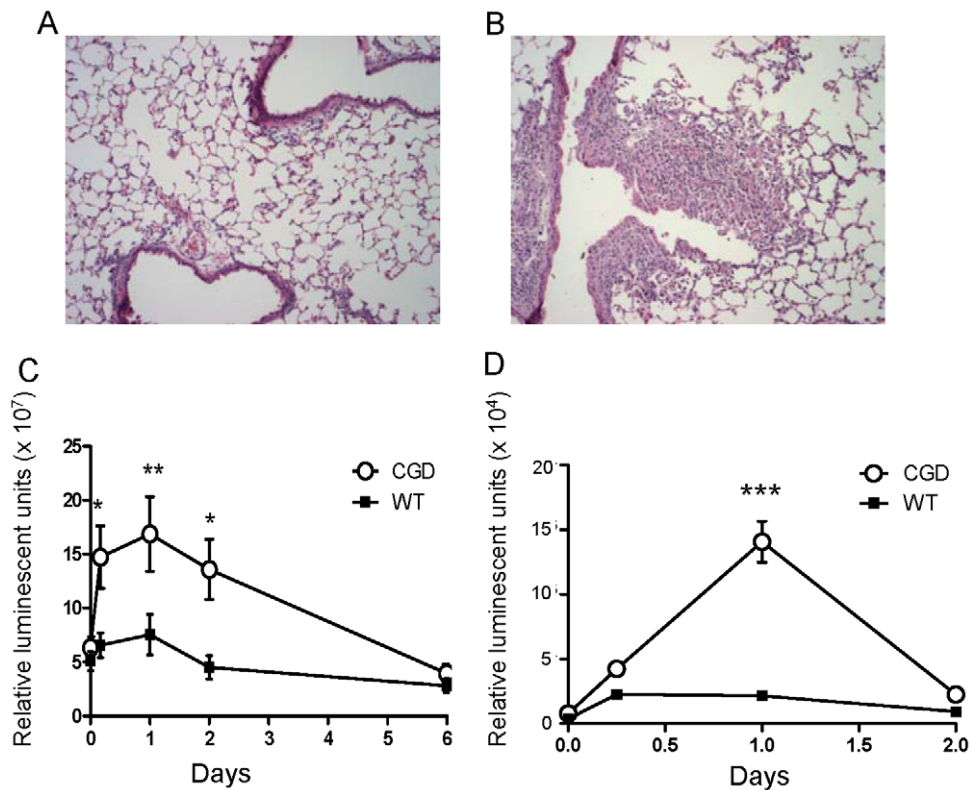 A
B
C
Relative luminescent units (x 10⁷)
25
20
15
10
5
0
*
**
*
CGD
WT
0
1
2
3
4
5
6
Days
D
Relative luminescent units (x 10⁴)
20
15
10
5
0
***
CGD
WT
0.0
0.5
1.0
1.5
2.0
Days